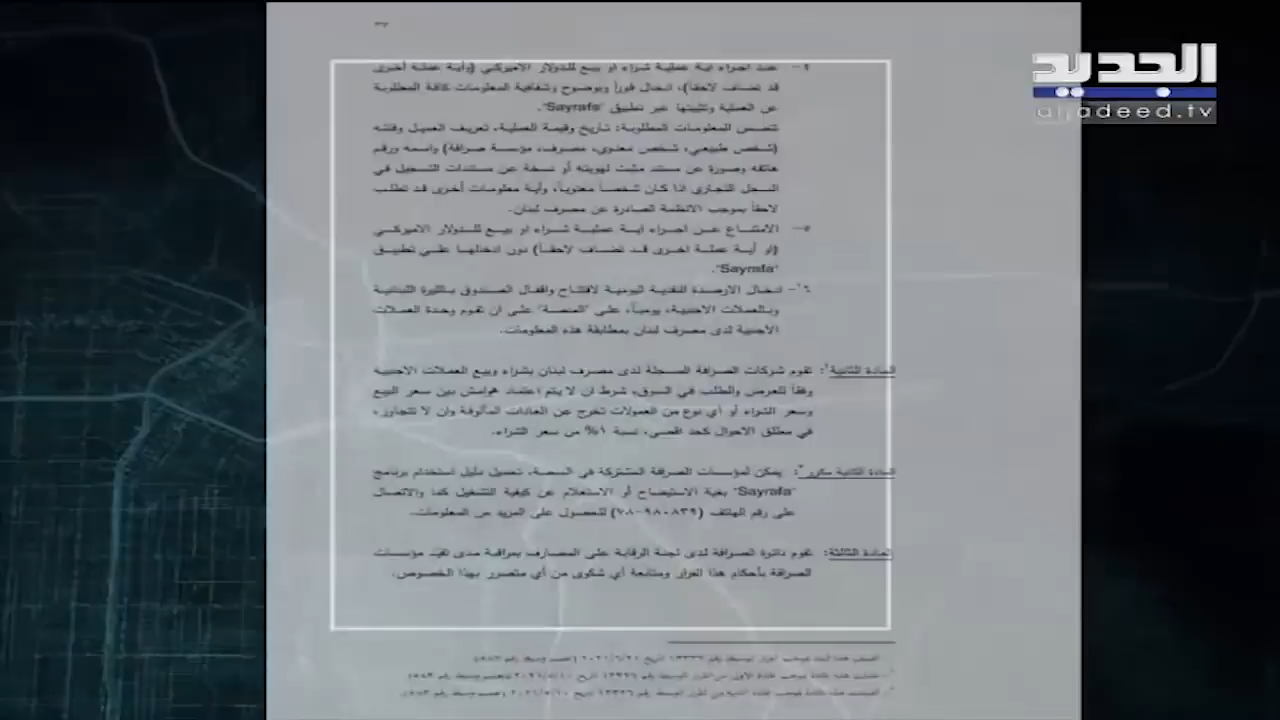 الجديد
aljadeed.tv
٣٢
٤- عند اجراء اية عملية شراء او بيع للدولار الاميركي (وأية عملة أخرى
قد تضاف لاحقاً)، ادخال فوراً وبوضوح وشفافية المعلومات كافة المطلوبة
عن العملية وتثبيتها عبر تطبيق "Sayrafa".
تتضمن المعلومات المطلوبة: تاريخ وقيمة العملية، تعريف العميل وفئته
(شخص طبيعي، شخص معنوي، مصرف، مؤسسة صرافة) واسمه ورقم
هاتفه وصورة عن مستند مثبت لهويته أو نسخة عن مستندات التسجيل في
السجل التجاري اذا كان شخصا معنوياً، وأية معلومات أخرى قد تطلب
لاحقاً بموجب الانظمة الصادرة عن مصرف لبنان.
٥- الامتناع عن اجراء اية عملية شراء او بيع للدولار الاميركي
(او أية عملة اخرى قد تضاف لاحقاً) دون ادخالها على تطبيق
"Sayrafa".
٦- ادخال الارصدة النقدية اليومية لافتتاح واقفال الصندوق بالليرة اللبنانية
وبالعملات الاجنبية، يومياً، على "المنصة" على ان تقوم وحدة العملات
الاجنبية لدى مصرف لبنان بمطابقة هذه المعلومات.
المادة الثانية: تقوم شركات الصرافة المسجلة لدى مصرف لبنان بشراء وبيع العملات الاجنبية
وفقاً للعرض والطلب في السوق، شرط ان لا يتم اعتماد هوامش بين سعر البيع
وسعر الشراء أو أي نوع من العمولات تخرج عن العادات المألوفة وان لا تتجاوز،
في مطلق الاحوال كحد اقصى، نسبة ١% من سعر الشراء.
المادة الثانية مكرر: يمكن لمؤسسات الصرافة المشتركة في المنصة، تحميل دليل استخدام برنامج
"Sayrafa" بغية الاستيضاح أو الاستعلام عن كيفية التشغيل كما والاتصال
على رقم الهاتف (٩٨٠٨٣٩-٧٨) للحصول على المزيد من المعلومات.
المادة الثالثة: تقوم دائرة الصرافة لدى لجنة الرقابة على المصارف بمراقبة مدى تقيد مؤسسات
الصرافة بأحكام هذا القرار ومتابعة أي شكوى من أي متضرر بهذا الخصوص.